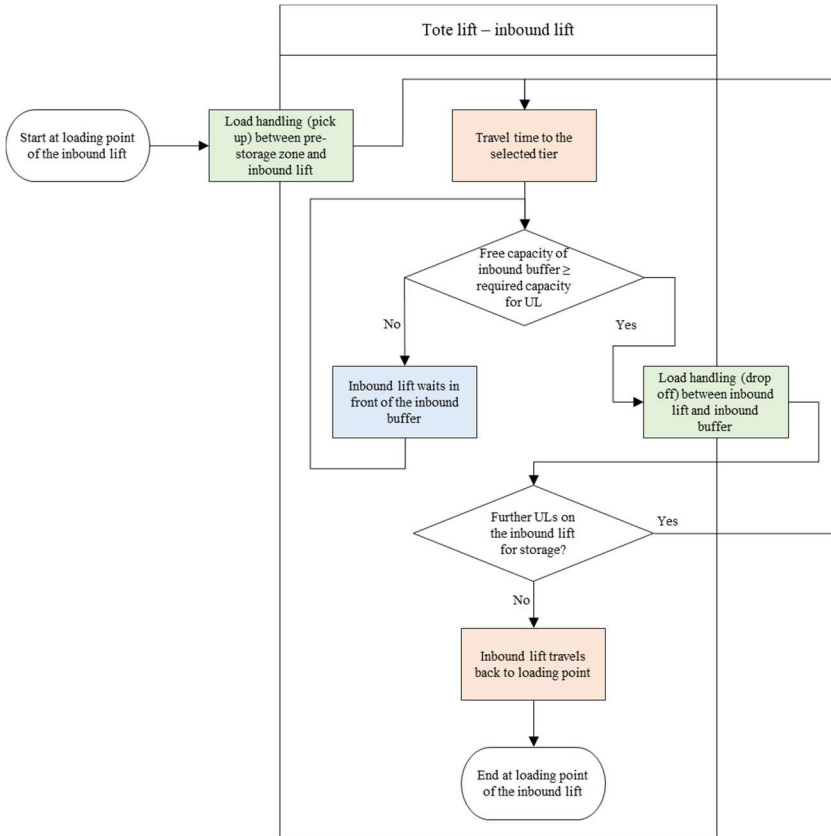 Tote lift – inbound lift
Start at loading point
of the inbound lift
Load handling (pick
up) between pre-
storage zone and
inbound lift
Travel time to the
selected tier
Free capacity of
inbound buffer ≥
required capacity
for UL
No
Yes
Inbound lift waits in
front of the inbound
buffer
Load handling (drop
off) between inbound
lift and inbound
buffer
Further ULs on
the inbound lift
for storage?
Yes
No
Inbound lift travels
back to loading point
End at loading point
of the inbound lift